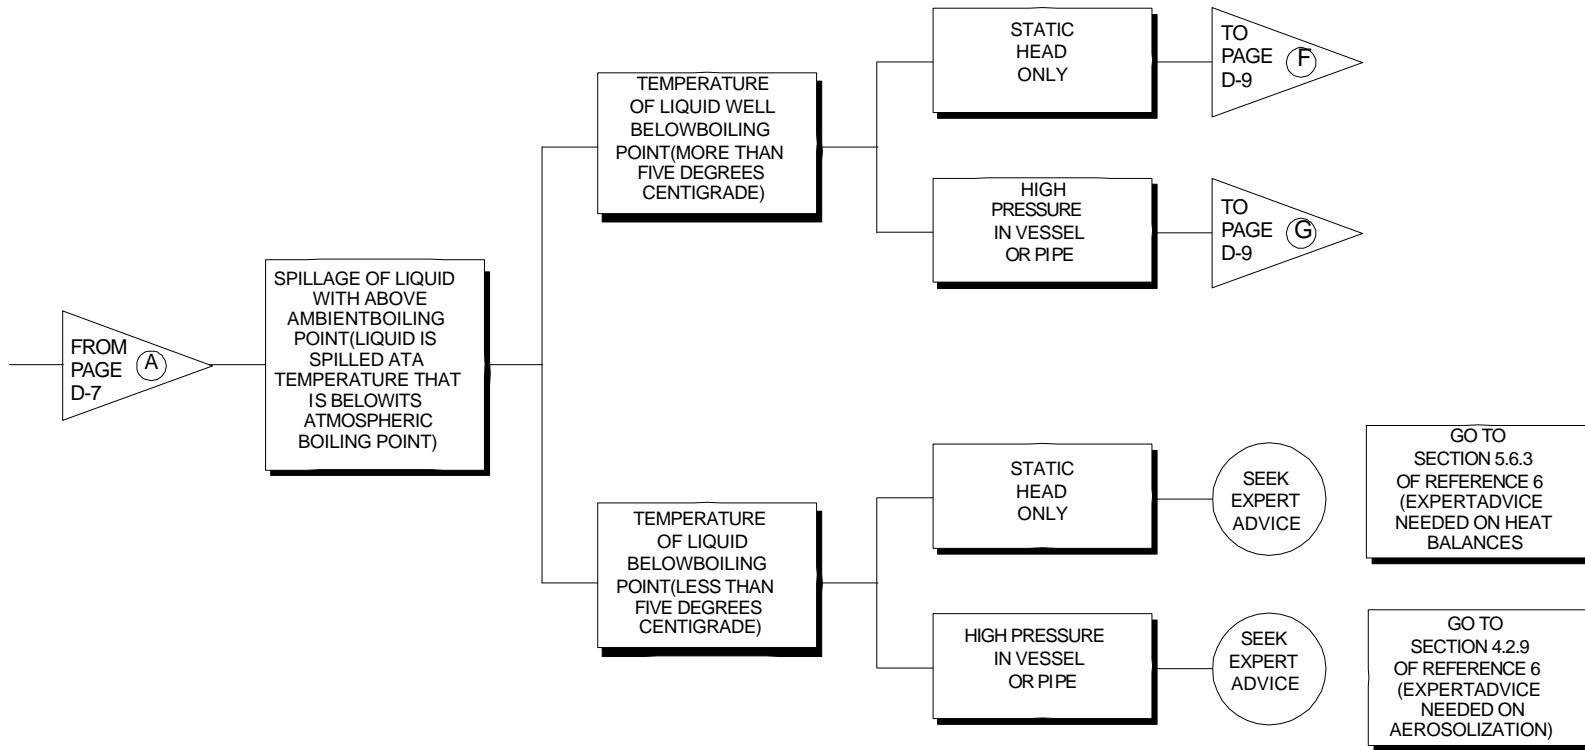 FROM
PAGE
D-7
A
SPILLAGE OF LIQUID
WITH ABOVE
AMBIENTBOILING
POINT(LIQUID IS
SPILLED ATA
TEMPERATURE THAT
IS BELOWITS
ATMOSPHERIC
BOILING POINT)
TEMPERATURE
OF LIQUID WELL
BELOWBOILING
POINT(MORE THAN
FIVE DEGREES
CENTIGRADE)
STATIC
HEAD
ONLY
TO
PAGE
D-9
F
HIGH
PRESSURE
IN VESSEL
OR PIPE
TO
PAGE
D-9
G
TEMPERATURE
OF LIQUID
BELOWBOILING
POINT(LESS THAN
FIVE DEGREES
CENTIGRADE)
STATIC
HEAD
ONLY
SEEK
EXPERT
ADVICE
GO TO
SECTION 5.6.3
OF REFERENCE 6
(EXPERTADVICE
NEEDED ON HEAT
BALANCES
HIGH PRESSURE
IN VESSEL
OR PIPE
SEEK
EXPERT
ADVICE
GO TO
SECTION 4.2.9
OF REFERENCE 6
(EXPERTADVICE
NEEDED ON
AEROSOLIZATION)